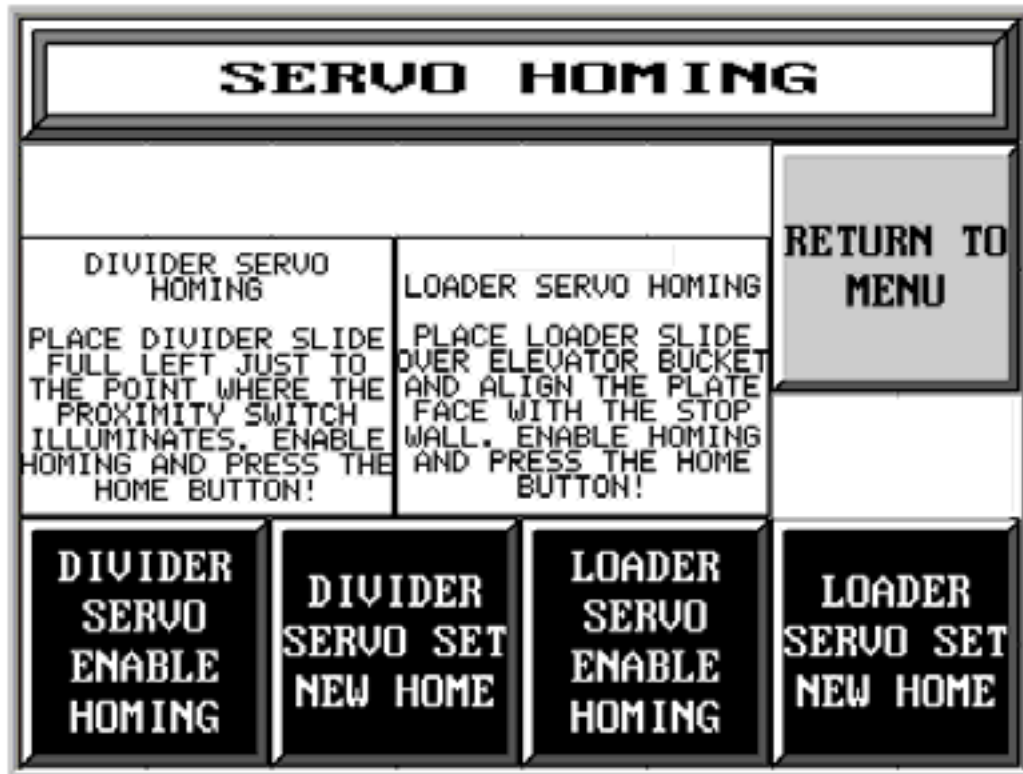 SERVO HOMING
RETURN TO
MENU
DIVIDER SERVO
HOMING
PLACE DIVIDER SLIDE
FULL LEFT JUST TO
THE POINT WHERE THE
PROXIMITY SWITCH
ILLUMINATES. ENABLE
HOMING AND PRESS THE
HOME BUTTON!
LOADER SERVO HOMING
PLACE LOADER SLIDE
OVER ELEVATOR BUCKET
AND ALIGN THE PLATE
FACE WITH THE STOP
WALL. ENABLE HOMING
AND PRESS THE HOME
BUTTON!
DIVIDER
SERVO
ENABLE
HOMING
DIVIDER
SERVO SET
NEW HOME
LOADER
SERVO
ENABLE
HOMING
LOADER
SERVO SET
NEW HOME